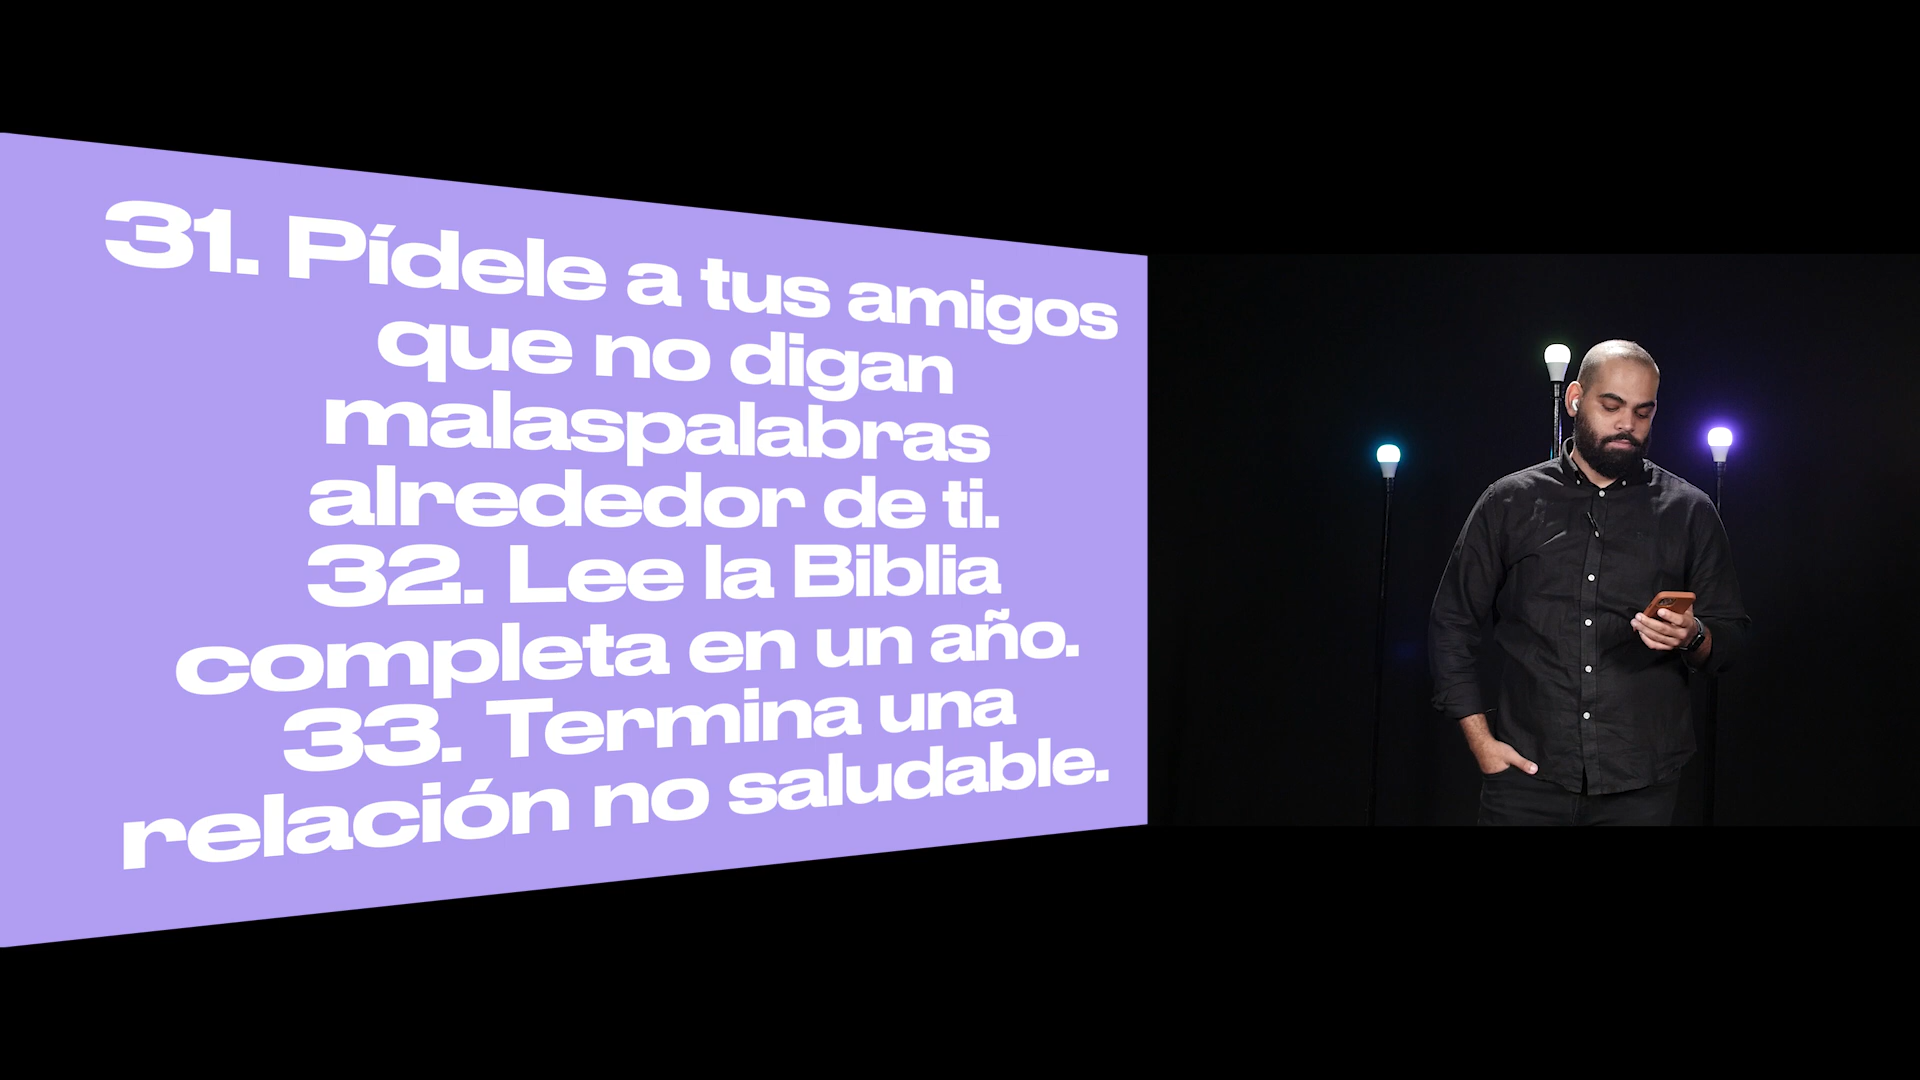 31. Pídele a tus amigos
que no digan
malaspalabras
alrededor de ti.
32. Lee la Biblia
completa en un año.
33. Termina una
relación no saludable.